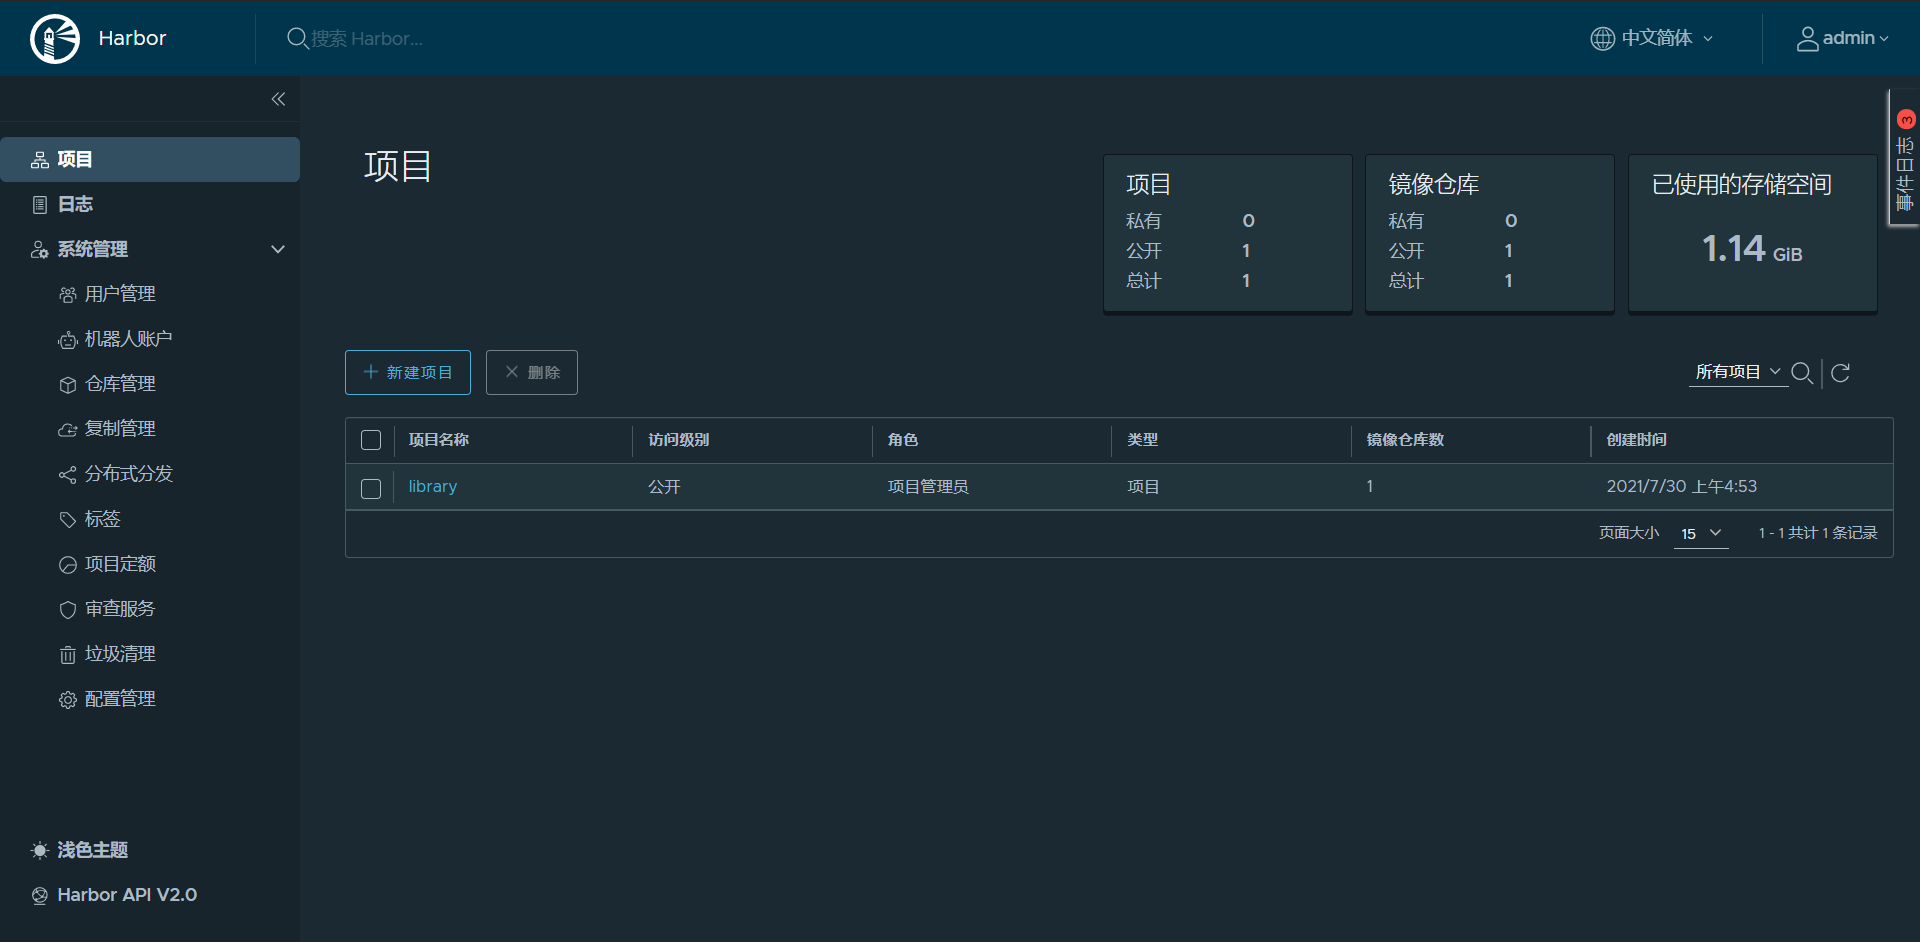 Harbor
搜索 Harbor...
中文简体
admin
事件日志 3
项目
日志
系统管理
用户管理
机器人账户
仓库管理
复制管理
分布式分发
标签
项目定额
审查服务
垃圾清理
配置管理
浅色主题
Harbor API V2.0
项目
项目
私有 0
公开 1
总计 1
镜像仓库
私有 0
公开 1
总计 1
已使用的存储空间
1.14 GiB
新建项目
删除
所有项目
项目名称 访问级别 角色 类型 镜像仓库数 创建时间
library 公开 项目管理员 项目 1 2021/7/30 上午4:53
页面大小 15 1 - 1 共计 1 条记录